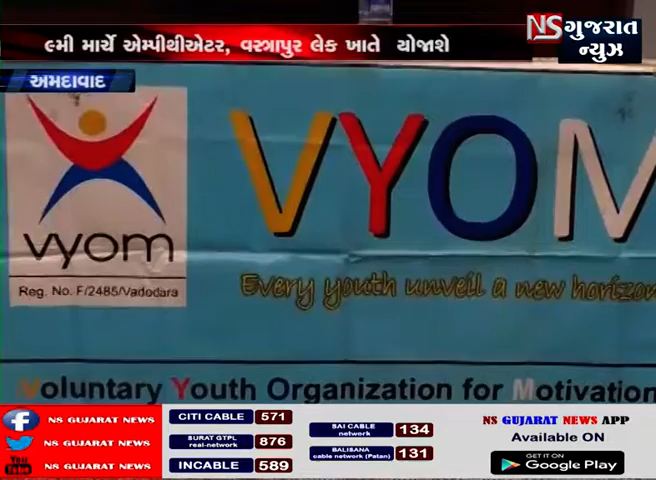 ૯મી માર્ચે એમ્પીથીએટર, વસ્ત્રાપુર લેક ખાતે યોજાશે
NS ગુજરાત
ન્યુઝ
અમદાવાદ
VYOM
vyom
Every youth unveil a new horizon
Reg. No. F/2485/Vadodara
Voluntary Youth Organization for Motivation
NS GUJARAT NEWS
NS GUJARAT NEWS
You Tube NS GUJARAT NEWS
CITI CABLE 571
SURAT GTPL real-network 876
INCABLE 589
SAI CABLE network 134
BALISANA cable network (Patan) 131
NS GUJARAT NEWS APP
Available ON
GET IT ON
Google Play